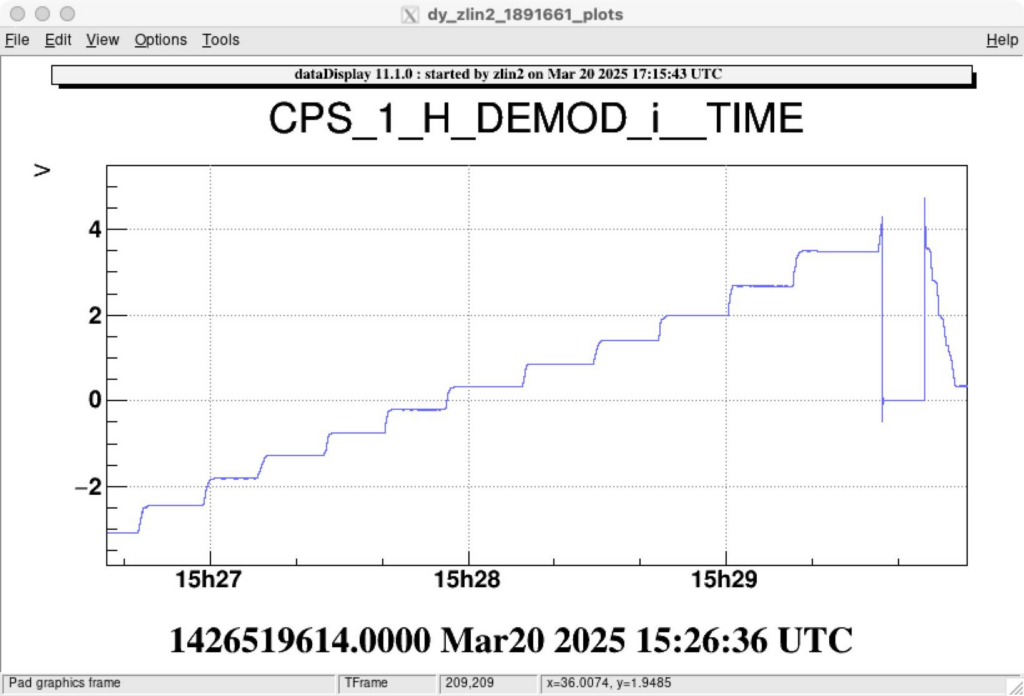 dy_zlin2_1891661_plots
File Edit View Options Tools Help
dataDisplay 11.1.0 : started by zlin2 on Mar 20 2025 17:15:43 UTC
CPS_1_H_DEMOD_i__TIME
V
4
2
0
−2
15h27 15h28 15h29
1426519614.0000 Mar20 2025 15:26:36 UTC
Pad graphics frame TFrame 209,209 x=36.0074, y=1.9485